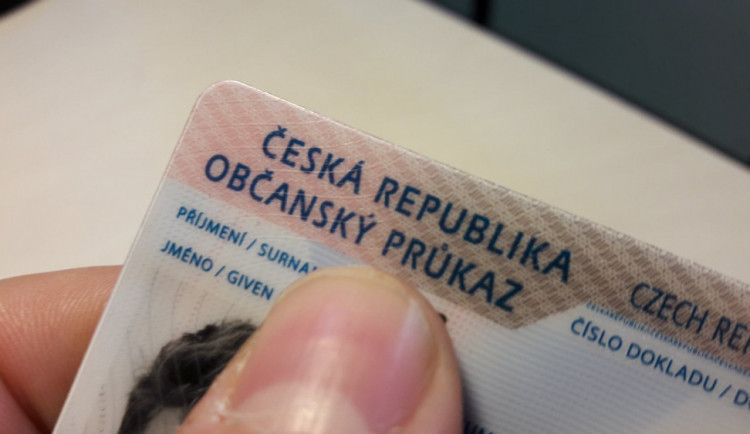 ČESKÁ REPUBLIKA
OBČANSKÝ PRŮKAZ
CZECH
PŘÍJMENÍ /
JMÉNO / GIVEN
ČÍSLO DOKLADU /